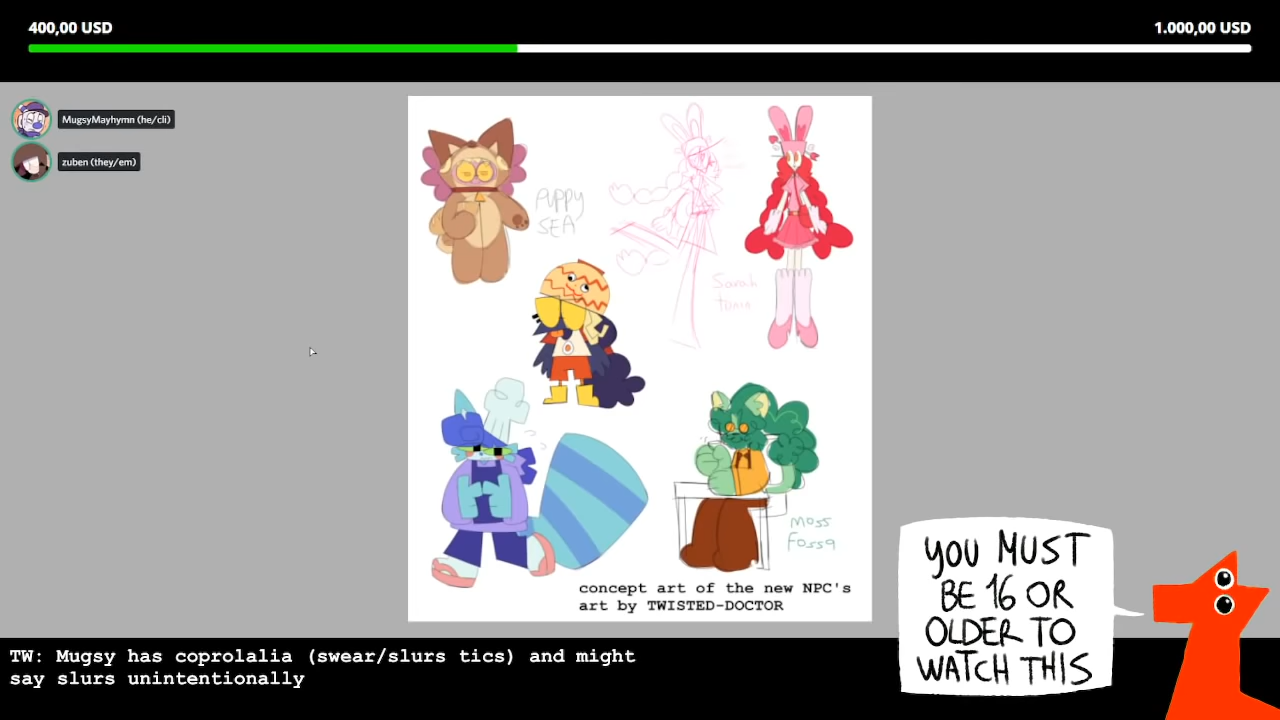 400,00 USD
1.000,00 USD
MugsyMayhymn (he/cli)
zuben (they/em)
PUPPY
SEA
Sarah
tonin
Moss
Fossa
concept art of the new NPC's
art by TWISTED-DOCTOR
YOU MUST
BE 16 OR
OLDER TO
WATCH THIS
TW: Mugsy has coprolalia (swear/slurs tics) and might
say slurs unintentionally